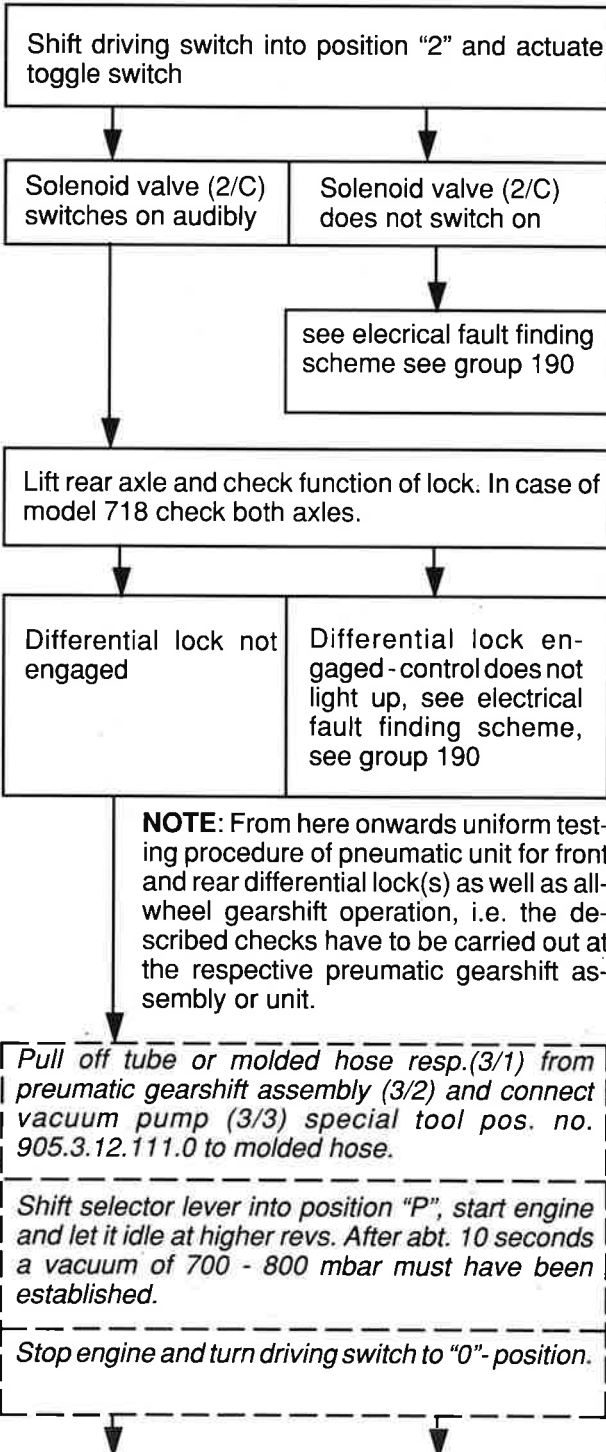 Shift driving switch into position “2” and actuate
toggle switch
Solenoid valve (2/C)
switches on audibly
Solenoid valve (2/C)
does not switch on
see elecrical fault finding
scheme see group 190
Lift rear axle and check function of lock. In case of
model 718 check both axles.
Differential lock not
engaged
Differential lock en-
gaged - control does not
light up, see electrical
fault finding scheme,
see group 190
NOTE: From here onwards uniform test-
ing procedure of pneumatic unit for front
and rear differential lock(s) as well as all-
wheel gearshift operation, i.e. the de-
scribed checks have to be carried out at
the respective preumatic gearshift as-
sembly or unit.
Pull off tube or molded hose resp.(3/1) from
preumatic gearshift assembly (3/2) and connect
vacuum pump (3/3) special tool pos. no.
905.3.12.111.0 to molded hose.
Shift selector lever into position “P”, start engine
and let it idle at higher revs. After abt. 10 seconds
a vacuum of 700 - 800 mbar must have been
established.
Stop engine and turn driving switch to “0”- position.